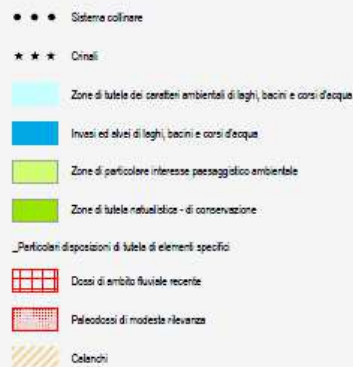 Sistema collinare
Crinali
Zone di tutela dei caratteri ambientali di laghi, bacini e corsi d'acqua
Invasi ed alvei di laghi, bacini e corsi d'acqua
Zone di particolare interesse paesaggistico ambientale
Zone di tutela natualistica - di conservazione
_Particolari disposizioni di tutela di elementi specifici
Dossi di ambito fluviale recente
Paleodossi di modesta rilevanza
Calanchi